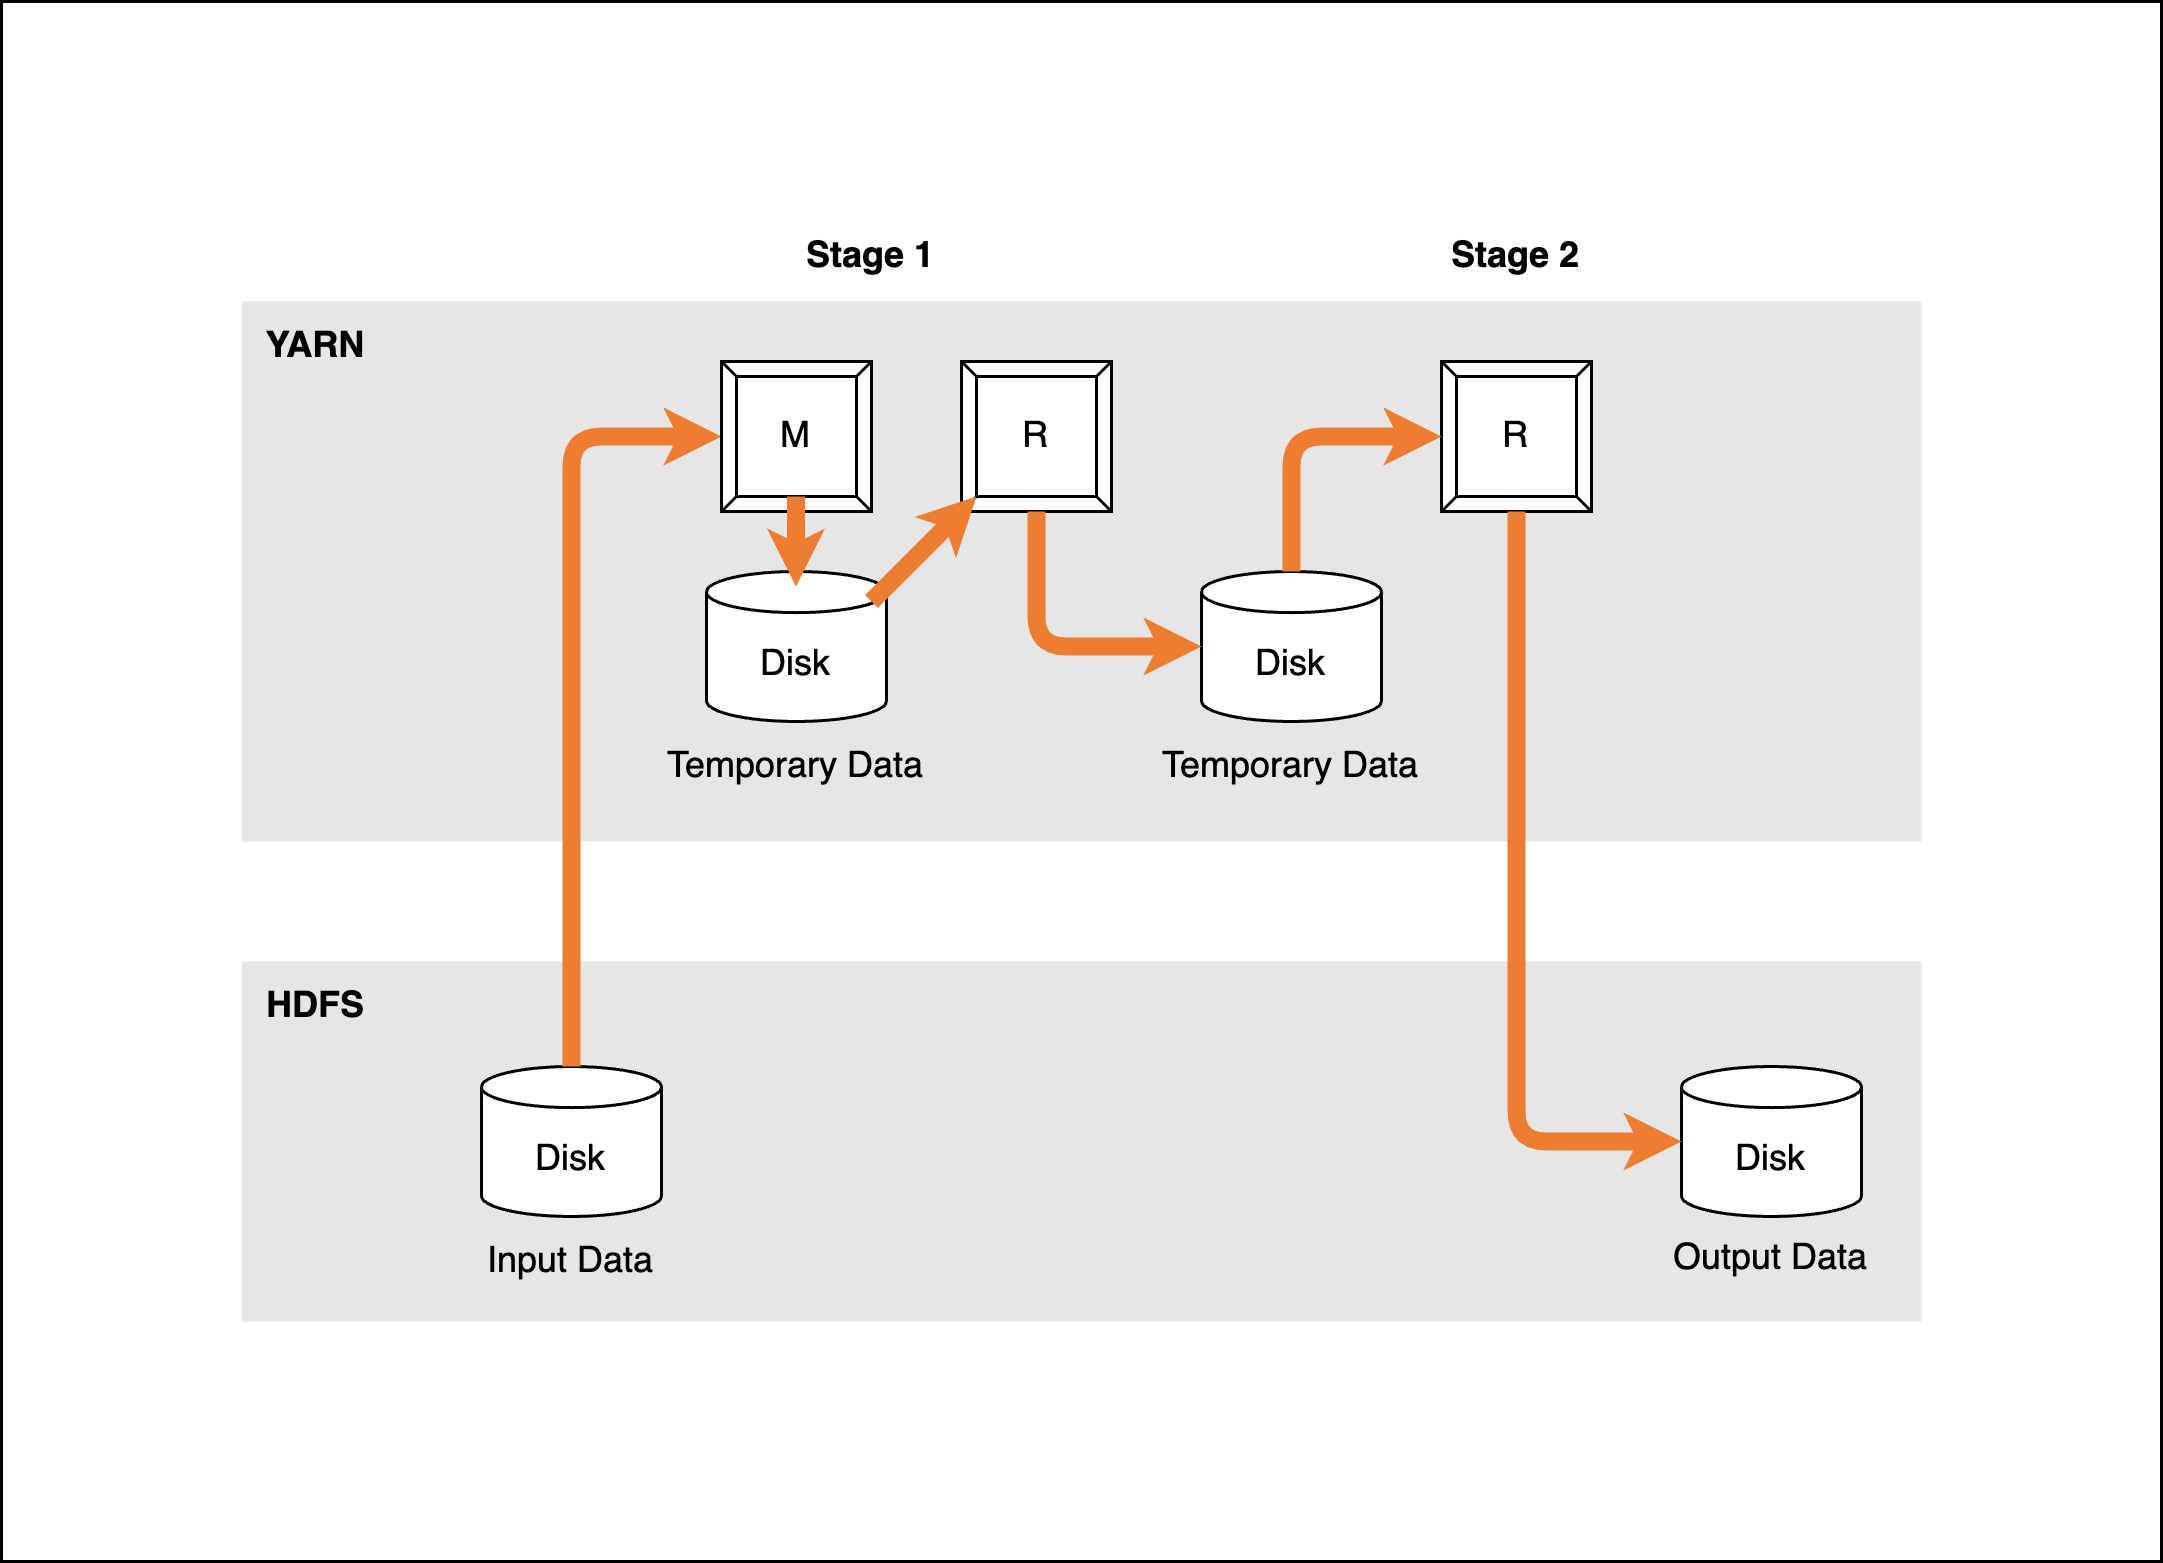 Stage 1
Stage 2
YARN
M
R
R
Disk
Disk
Temporary Data
Temporary Data
HDFS
Disk
Disk
Input Data
Output Data